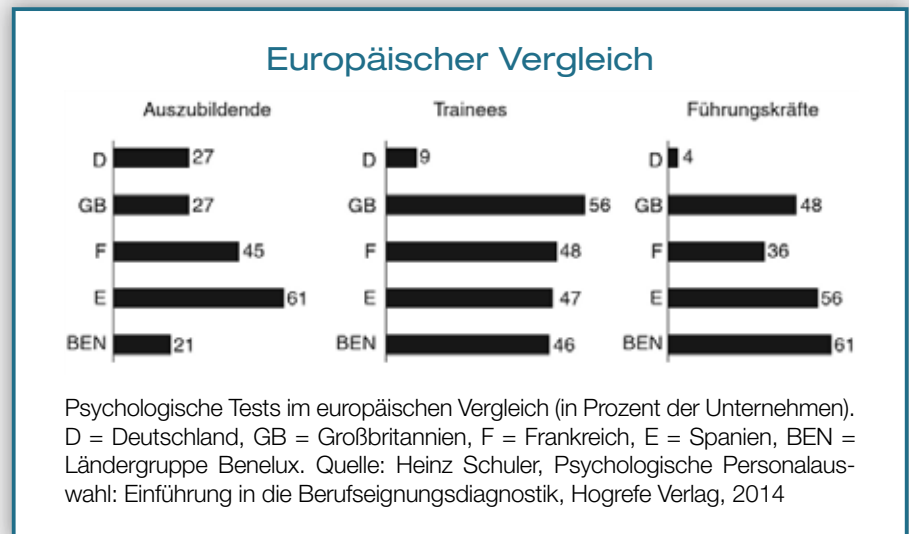 Europäischer Vergleich
Auszubildende Trainees Führungskräfte
D 27 D 9 D 4
GB 27 GB 56 GB 48
F 45 F 48 F 36
E 61 E 47 E 56
BEN 21 BEN 46 BEN 61
Psychologische Tests im europäischen Vergleich (in Prozent der Unternehmen).
D = Deutschland, GB = Großbritannien, F = Frankreich, E = Spanien, BEN =
Ländergruppe Benelux. Quelle: Heinz Schuler, Psychologische Personalaus-
wahl: Einführung in die Berufseignungsdiagnostik, Hogrefe Verlag, 2014